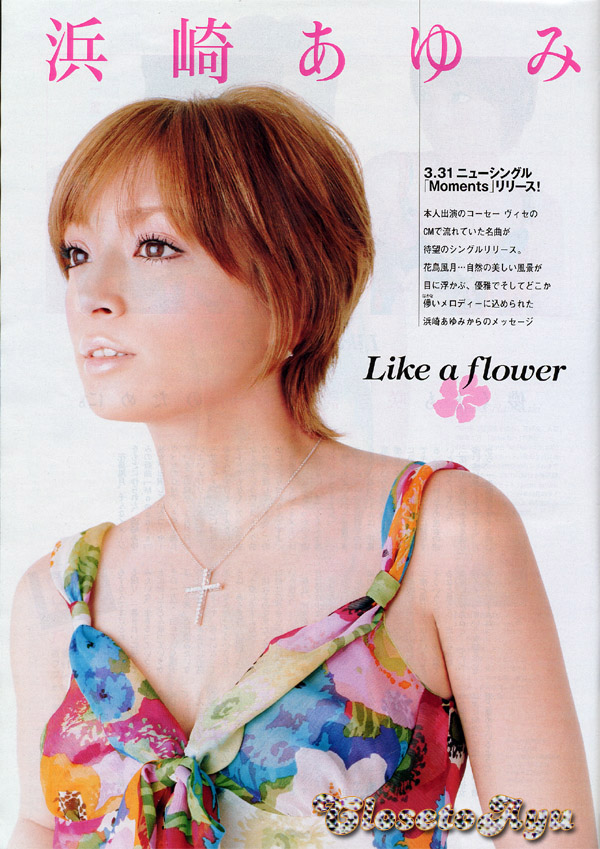 浜崎あゆみ
3.31 ニューシングル
「Moments」リリース!
本人出演のコーセー ヴィセの
CMで流れていた名曲が
待望のシングルリリース。
花鳥風月…自然の美しい風景が
目に浮かぶ、優雅でそしてどこか
儚いメロディーに込められた
浜崎あゆみからのメッセージ
Like a flower
ClosetoAyu